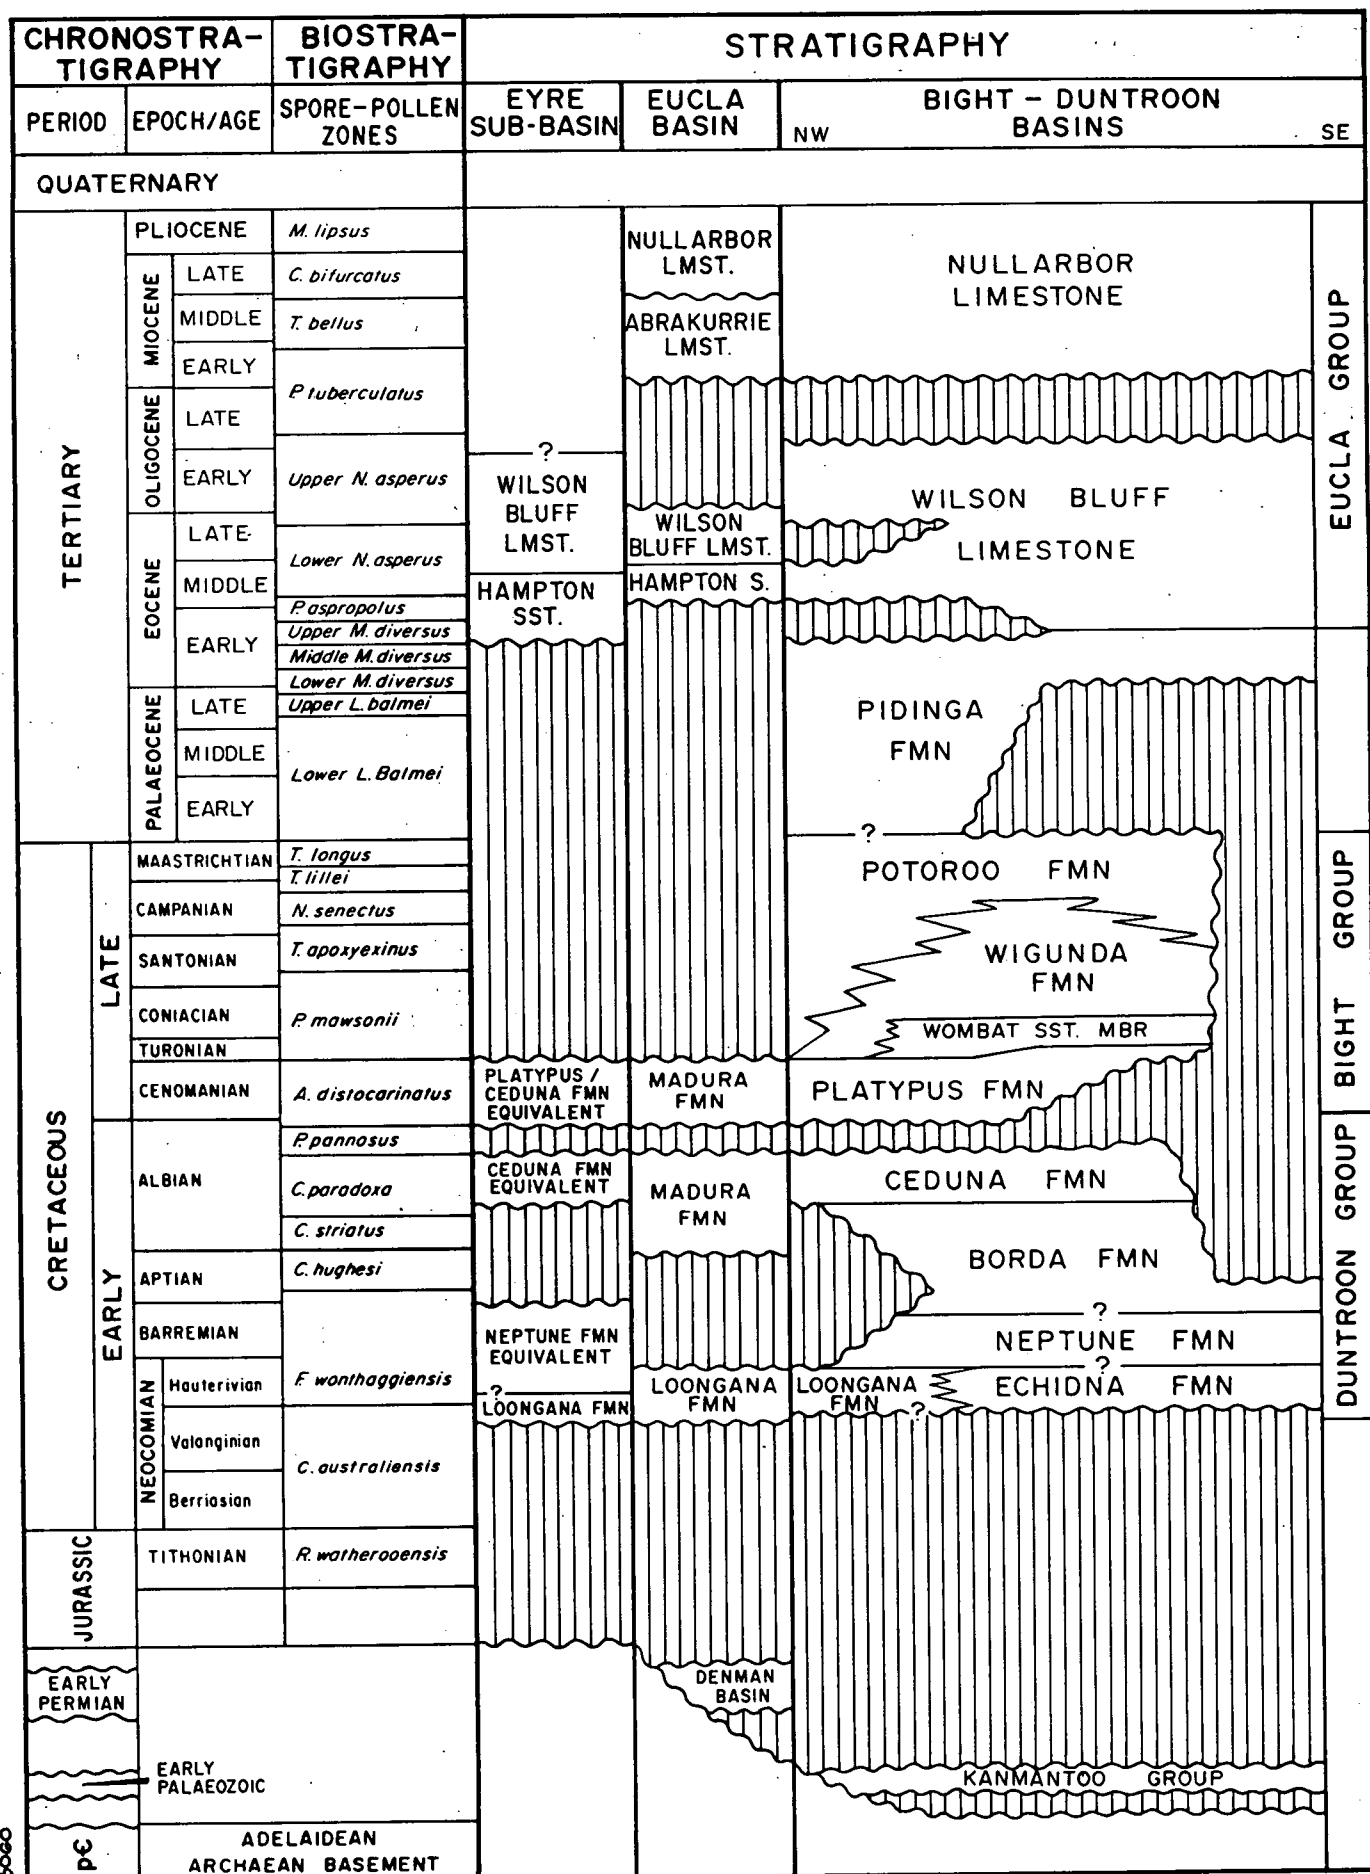 CHRONOSTRA-
TIGRAPHY
BIOSTRA-
TIGRAPHY
STRATIGRAPHY
PERIOD
EPOCH/AGE
SPORE-POLLEN
ZONES
EYRE
SUB-BASIN
EUCLA
BASIN
BIGHT - DUNTROON
BASINS
NW
SE
QUATERNARY
TERTIARY
PLIOCENE
MIOCENE
LATE
MIDDLE
EARLY
OLIGOCENE
LATE
EARLY
EOCENE
LATE
MIDDLE
EARLY
PALAEOCENE
LATE
MIDDLE
EARLY
CRETACEOUS
LATE
MAASTRICHTIAN
CAMPANIAN
SANTONIAN
CONIACIAN
TURONIAN
CENOMANIAN
EARLY
ALBIAN
APTIAN
BARREMIAN
NEOCOMIAN
Hauterivian
Valanginian
Berriasian
JURASSIC
TITHONIAN
EARLY
PERMIAN
EARLY
PALAEOZOIC
p€
ADELAIDEAN
ARCHAEAN BASEMENT
M. lipsus
C. bifurcatus
T. bellus
P. tuberculatus
Upper N. asperus
Lower N. asperus
P. aspropolus
Upper M. diversus
Middle M. diversus
Lower M. diversus
Upper L. balmei
Lower L. Balmei
T. longus
T. lillei
N. senectus
T. apoxyexinus
P. mawsonii
A. distocarinatus
P. pannosus
C. paradoxa
C. striatus
C. hughesi
F. wonthaggiensis
C. australiensis
R. watherooensis
?
WILSON
BLUFF
LMST.
HAMPTON
SST.
PLATYPUS /
CEDUNA FMN
EQUIVALENT
CEDUNA FMN
EQUIVALENT
NEPTUNE FMN
EQUIVALENT
?
LOONGANA FMN
NULLARBOR
LMST.
ABRAKURRIE
LMST.
WILSON
BLUFF LMST.
HAMPTON S.
MADURA
FMN
MADURA
FMN
LOONGANA
FMN
DENMAN
BASIN
NULLARBOR
LIMESTONE
WILSON BLUFF
LIMESTONE
PIDINGA
FMN
?
POTOROO FMN
WIGUNDA
FMN
WOMBAT SST. MBR
PLATYPUS FMN
CEDUNA FMN
BORDA FMN
?
NEPTUNE FMN
?
LOONGANA
FMN
?
ECHIDNA FMN
KANMANTOO GROUP
EUCLA GROUP
BIGHT GROUP
DUNTROON GROUP